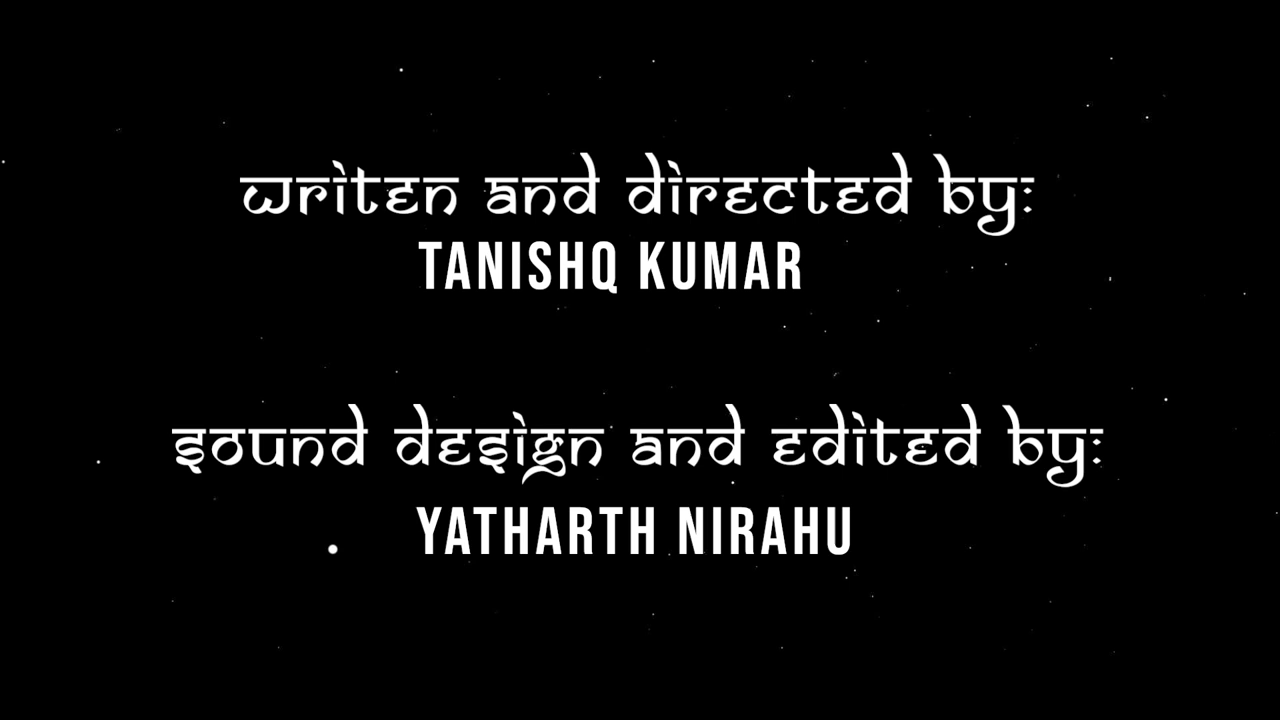 writen and directed by:
TANISHQ KUMAR
sound design and edited by:
YATHARTH NIRAHU